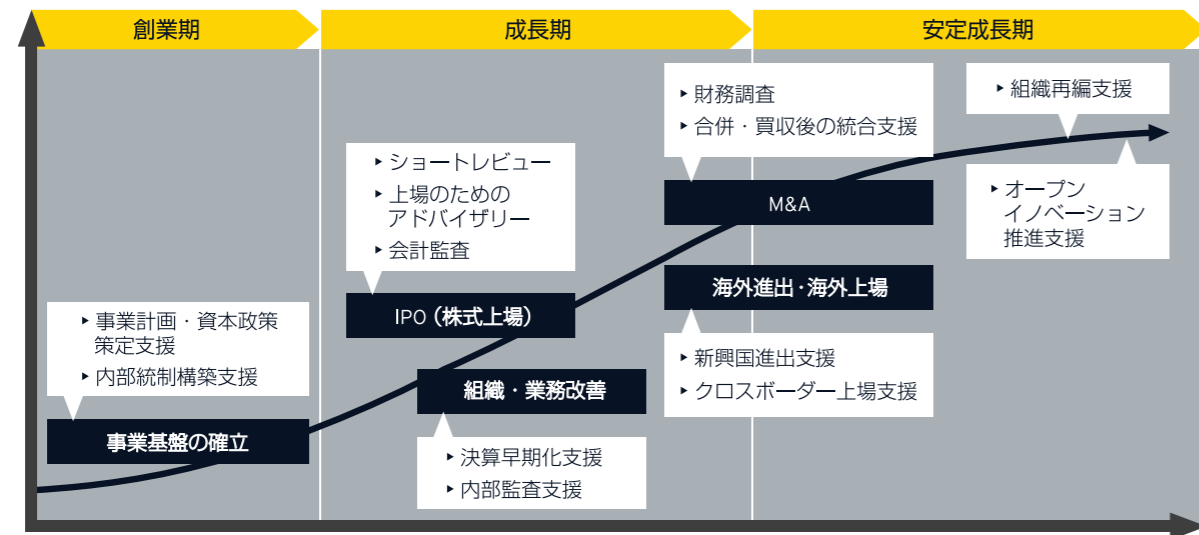 創業期
成長期
安定成長期
▸ 事業計画・資本政策
策定支援
▸ 内部統制構築支援
事業基盤の確立
▸ ショートレビュー
▸ 上場のための
アドバイザリー
▸ 会計監査
IPO（株式上場）
組織・業務改善
▸ 決算早期化支援
▸ 内部監査支援
▸ 財務調査
▸ 合併・買収後の統合支援
M&A
海外進出・海外上場
▸ 新興国進出支援
▸ クロスボーダー上場支援
▸ 組織再編支援
▸ オープン
イノベーション
推進支援